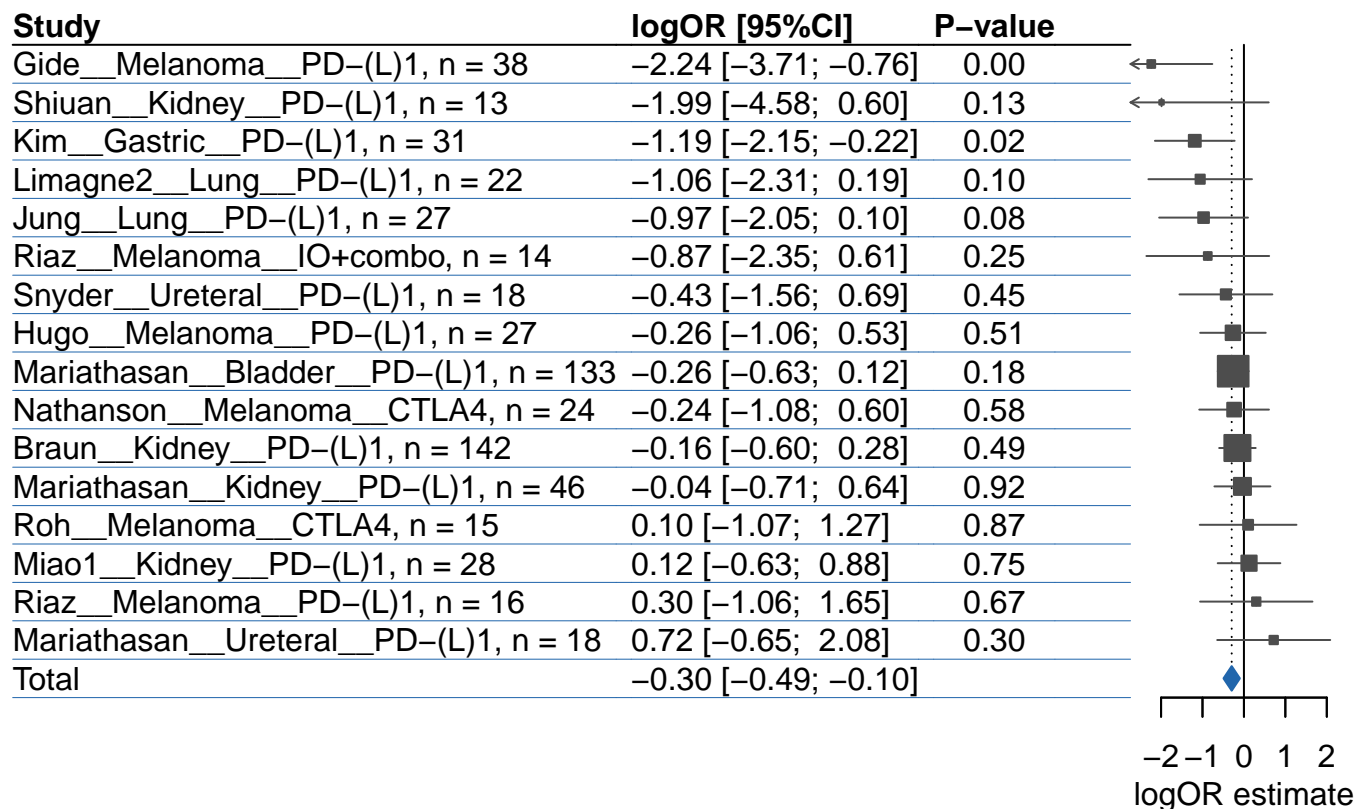 Study logOR [95%CI] P−value
Gide__Melanoma__PD−(L)1, n = 38 −2.24 [−3.71; −0.76] 0.00
Shiuan__Kidney__PD−(L)1, n = 13 −1.99 [−4.58; 0.60] 0.13
Kim__Gastric__PD−(L)1, n = 31 −1.19 [−2.15; −0.22] 0.02
Limagne2__Lung__PD−(L)1, n = 22 −1.06 [−2.31; 0.19] 0.10
Jung__Lung__PD−(L)1, n = 27 −0.97 [−2.05; 0.10] 0.08
Riaz__Melanoma__IO+combo, n = 14 −0.87 [−2.35; 0.61] 0.25
Snyder__Ureteral__PD−(L)1, n = 18 −0.43 [−1.56; 0.69] 0.45
Hugo__Melanoma__PD−(L)1, n = 27 −0.26 [−1.06; 0.53] 0.51
Mariathasan__Bladder__PD−(L)1, n = 133 −0.26 [−0.63; 0.12] 0.18
Nathanson__Melanoma__CTLA4, n = 24 −0.24 [−1.08; 0.60] 0.58
Braun__Kidney__PD−(L)1, n = 142 −0.16 [−0.60; 0.28] 0.49
Mariathasan__Kidney__PD−(L)1, n = 46 −0.04 [−0.71; 0.64] 0.92
Roh__Melanoma__CTLA4, n = 15 0.10 [−1.07; 1.27] 0.87
Miao1__Kidney__PD−(L)1, n = 28 0.12 [−0.63; 0.88] 0.75
Riaz__Melanoma__PD−(L)1, n = 16 0.30 [−1.06; 1.65] 0.67
Mariathasan__Ureteral__PD−(L)1, n = 18 0.72 [−0.65; 2.08] 0.30
Total −0.30 [−0.49; −0.10]
−2 −1 0 1 2
logOR estimate